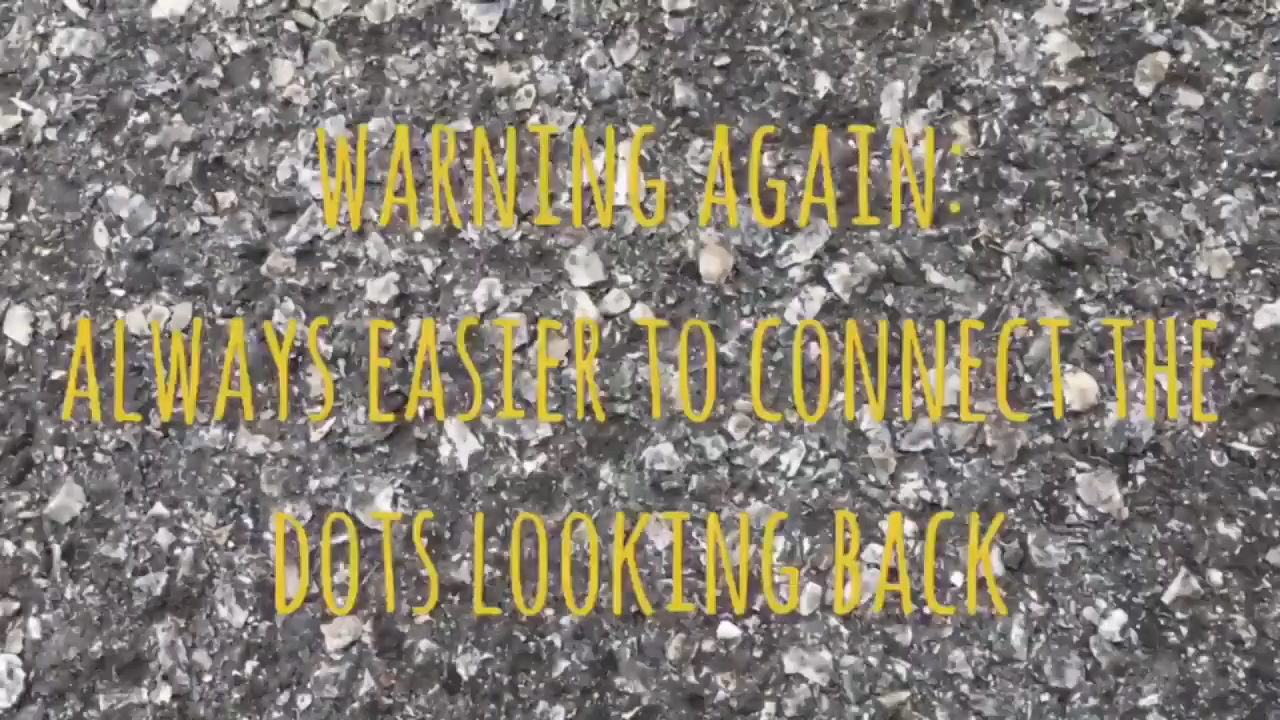 WARNING AGAIN:
ALWAYS EASIER TO CONNECT THE
DOTS LOOKING BACK